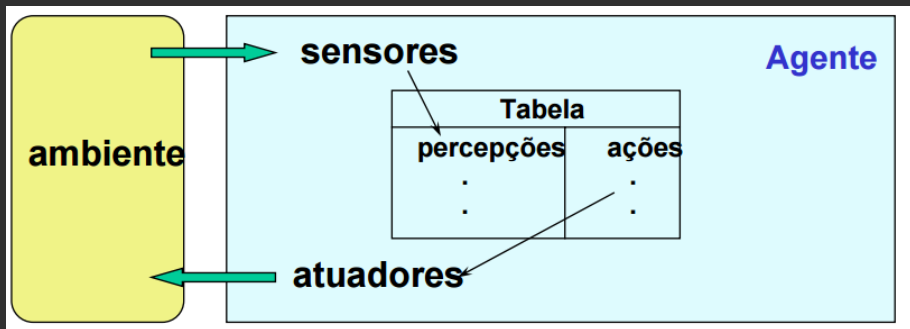 sensores
Agente
Tabela
percepções ações
. .
. .
ambiente
atuadores